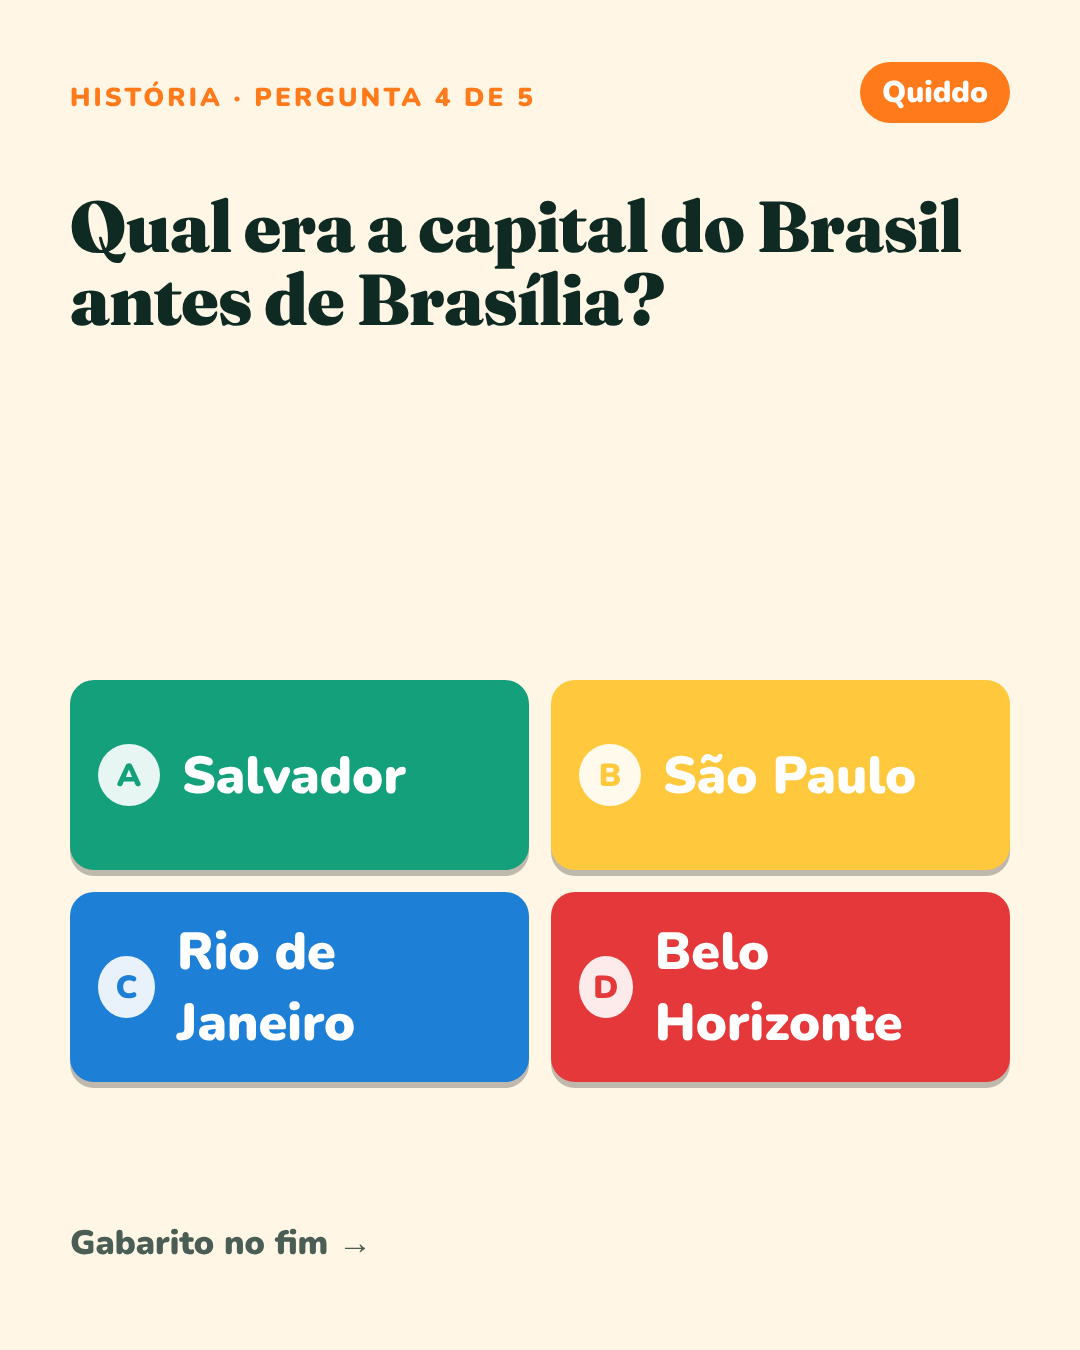 HISTÓRIA · PERGUNTA 4 DE 5
Quiddo
Qual era a capital do Brasil
antes de Brasília?
A Salvador
B São Paulo
C Rio de
Janeiro
D Belo
Horizonte
Gabarito no fim →